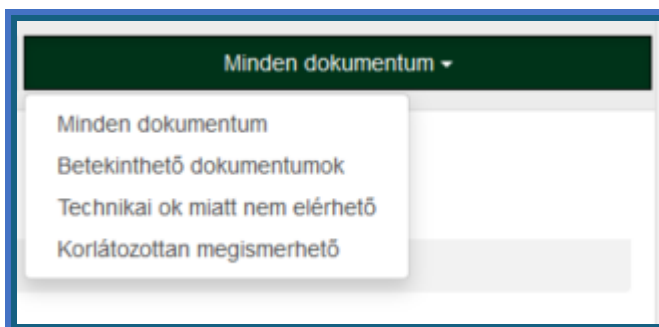 Minden dokumentum
Minden dokumentum
Betekinthető dokumentumok
Technikai ok miatt nem elérhető
Korlátozottan megismerhető